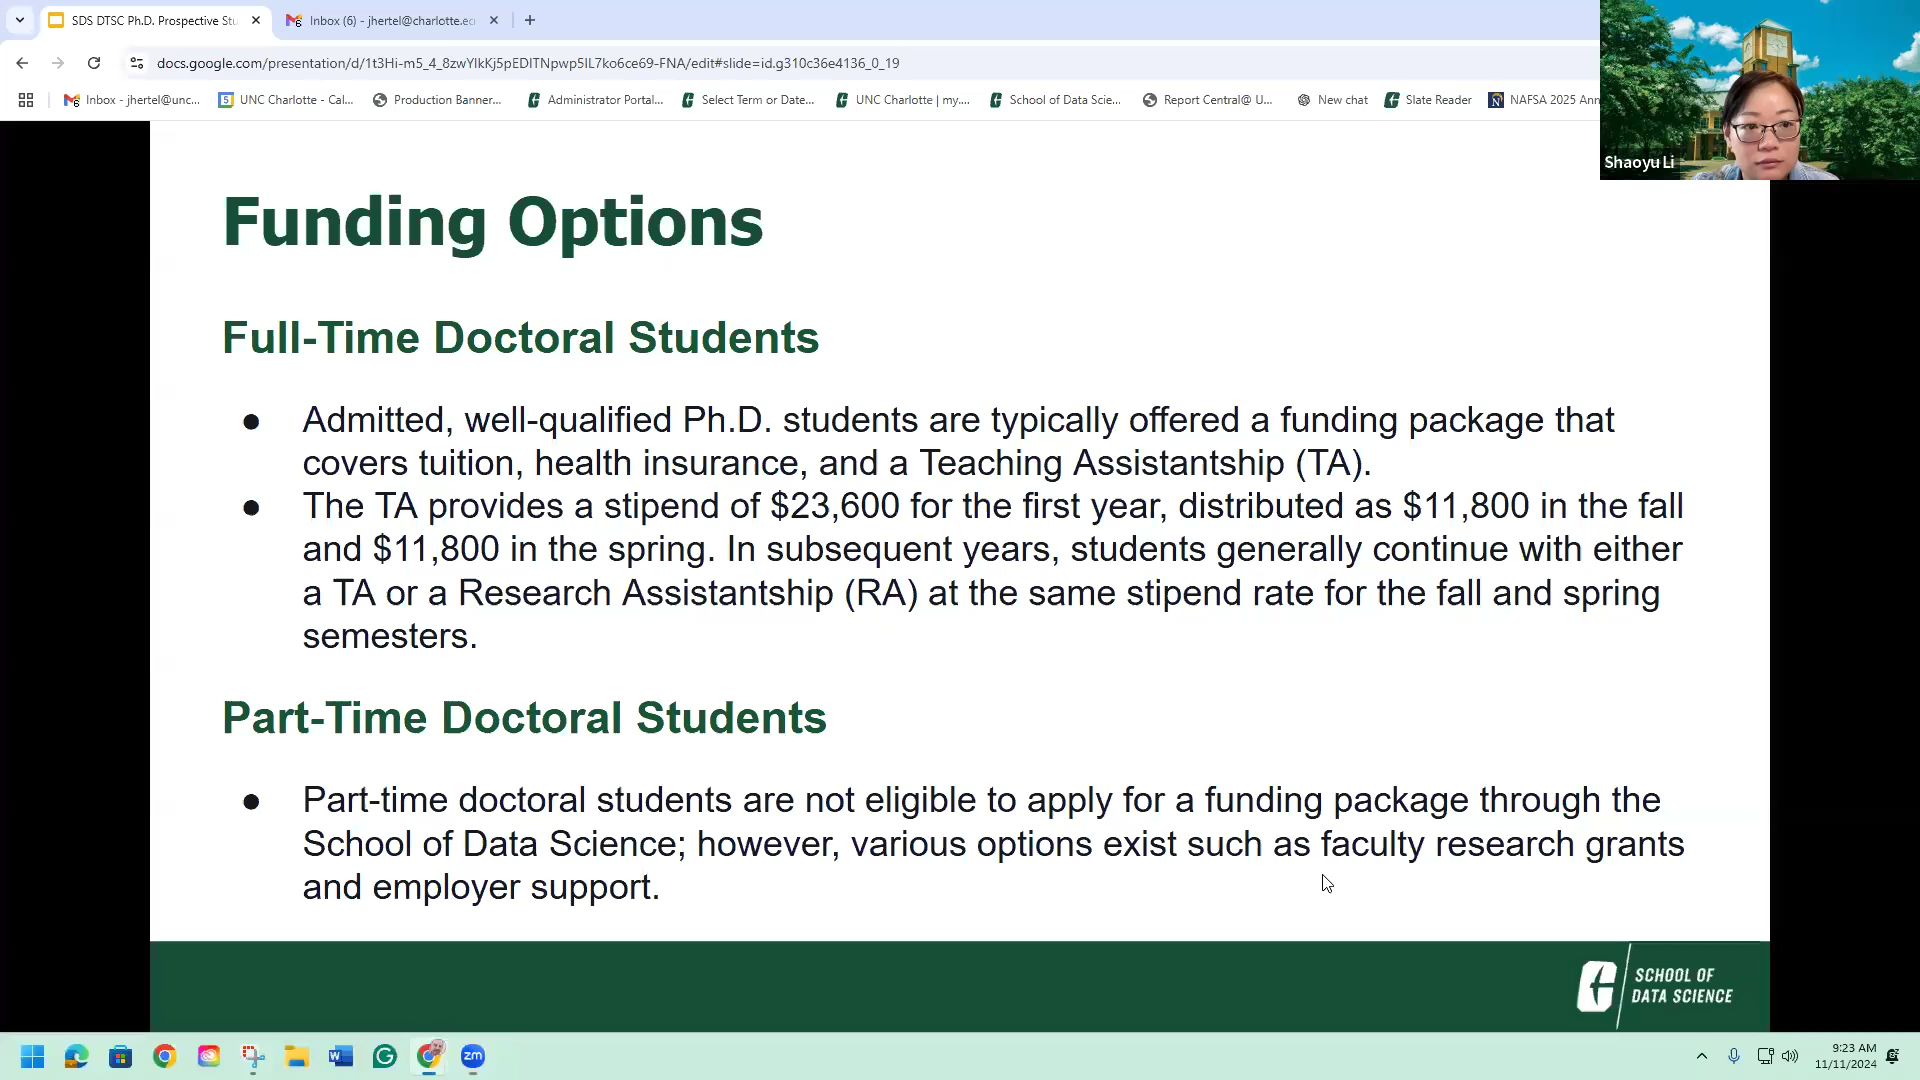 SDS DTSC Ph.D. Prospective Stu
Inbox (6) - jhertel@charlotte.ed
docs.google.com/presentation/d/1t3Hi-m5_4_8zwYlkKj5pEDITNpwp5IL7ko6ce69-FNA/edit#slide=id.g310c36e4136_0_19
Inbox - jhertel@unc... UNC Charlotte - Cal... Production Banner... Administrator Portal... Select Term or Date... UNC Charlotte | my.... School of Data Scie... Report Central@ U... New chat Slate Reader NAFSA 2025 Ann
Shaoyu Li
Funding Options
Full-Time Doctoral Students
● Admitted, well-qualified Ph.D. students are typically offered a funding package that
covers tuition, health insurance, and a Teaching Assistantship (TA).
● The TA provides a stipend of $23,600 for the first year, distributed as $11,800 in the fall
and $11,800 in the spring. In subsequent years, students generally continue with either
a TA or a Research Assistantship (RA) at the same stipend rate for the fall and spring
semesters.
Part-Time Doctoral Students
● Part-time doctoral students are not eligible to apply for a funding package through the
School of Data Science; however, various options exist such as faculty research grants
and employer support.
SCHOOL OF
DATA SCIENCE
zm
9:23 AM
11/11/2024